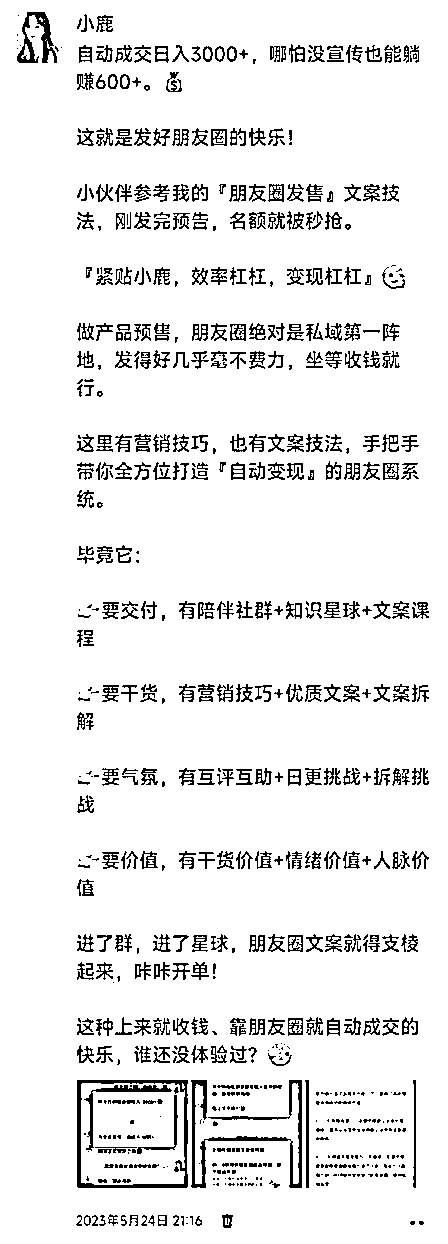 小鹿
自动成交日入3000+，哪怕没宣传也能躺
赚600+。
这就是发好朋友圈的快乐！
小伙伴参考我的『朋友圈发售』文案技
法，刚发完预告，名额就被秒抢。
『紧贴小鹿，效率杠杠，变现杠杠』
做产品预售，朋友圈绝对是私域第一阵
地，发得好几乎毫不费力，坐等收钱就
行。
这里有营销技巧，也有文案技法，手把手
带你全方位打造『自动变现』的朋友圈系
统。
毕竟它：
要交付，有陪伴社群+知识星球+文案课
程
要干货，有营销技巧+优质文案+文案拆
解
要气氛，有互评互助+日更挑战+拆解挑
战
要价值，有干货价值+情绪价值+人脉价
值
进了群，进了星球，朋友圈文案就得支棱
起来，咔咔开单！
这种上来就收钱、靠朋友圈就自动成交的
快乐，谁还没体验过？
2023年5月24日 21:16